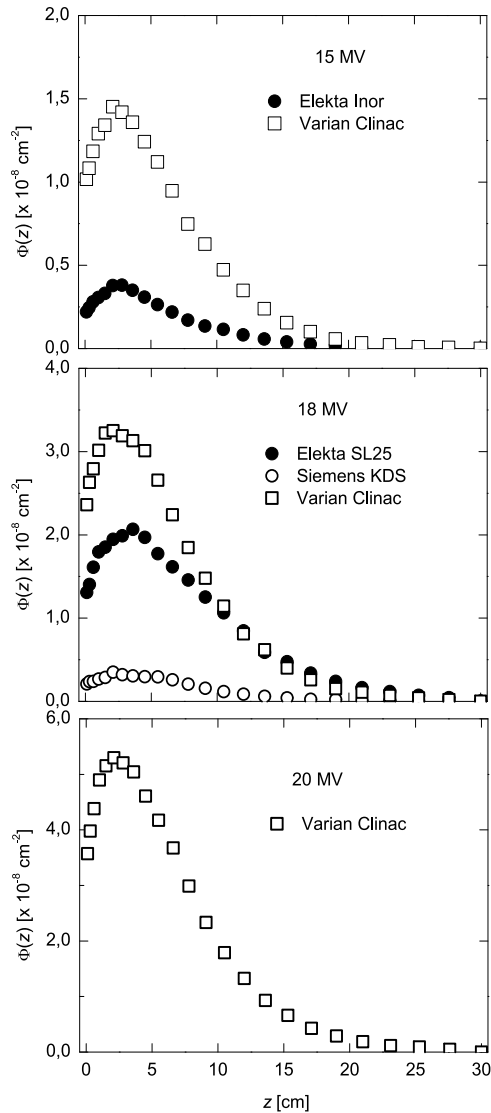 2,0
15 MV
Elekta Inor
Varian Clinac
1,5
1,0
0,5
0,0
Φ(z) [x 10⁻⁸ cm⁻²]
4,0
18 MV
Elekta SL25
Siemens KDS
Varian Clinac
3,0
2,0
1,0
0,0
Φ(z) [x 10⁻⁸ cm⁻²]
6,0
20 MV
Varian Clinac
4,0
2,0
0,0
Φ(z) [x 10⁻⁸ cm⁻²]
0 5 10 15 20 25 30
z [cm]